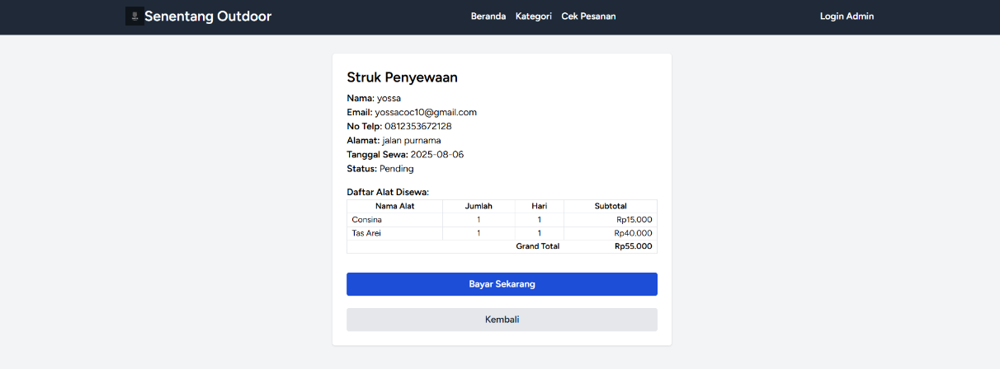 Senentang Outdoor Beranda Kategori Cek Pesanan Login Admin
Struk Penyewaan
Nama: yossa
Email: yossacoc10@gmail.com
No Telp: 0812353672128
Alamat: jalan purnama
Tanggal Sewa: 2025-08-06
Status: Pending
Daftar Alat Disewa:
Nama Alat Jumlah Hari Subtotal
Consina 1 1 Rp15.000
Tas Arei 1 1 Rp40.000
Grand Total Rp55.000
Bayar Sekarang
Kembali